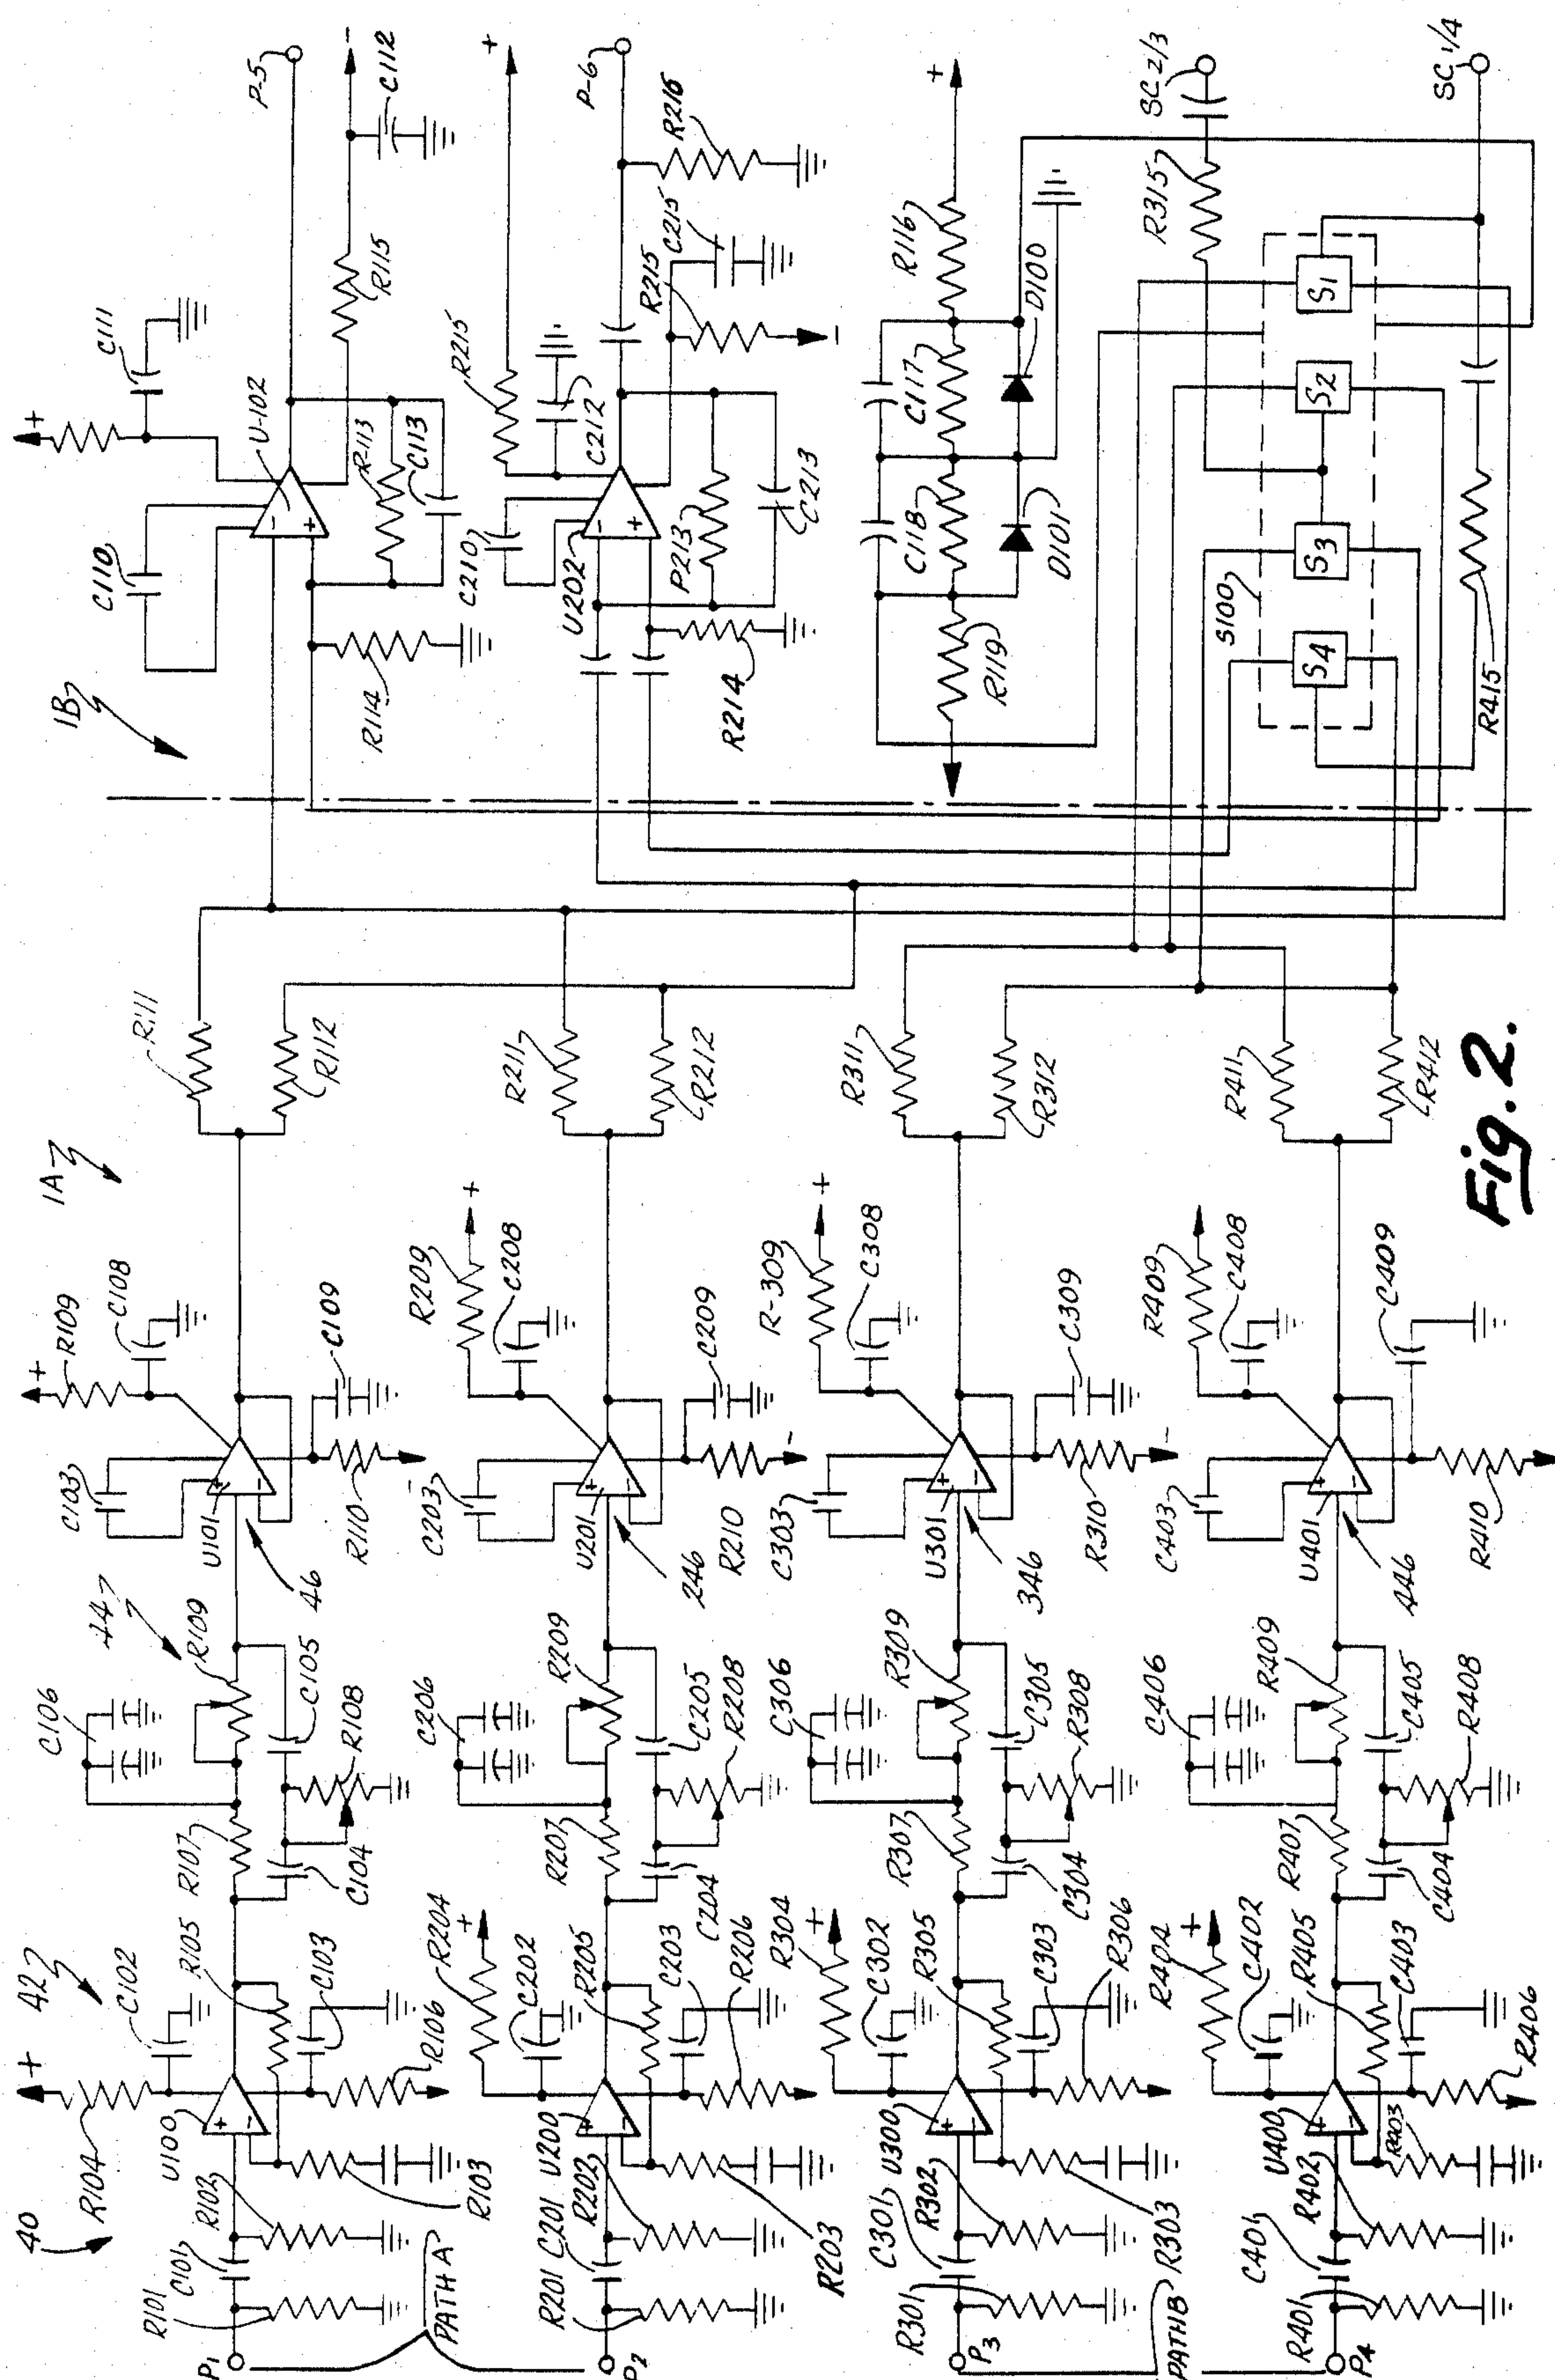 40
42
44
46
1A
1B
P1
R101
C101
R102
U100
+
-
R104
+
C102
R105
C103
R106
R103
R107
C104
C106
R109
C105
R108
U101
+
-
C103
R109
+
C108
C109
R110
R111
R112
PATH A
P2
R201
C201
R202
U200
+
-
R204
+
C202
R205
C203
R206
R203
R207
C204
C206
R209
C205
R208
U201
+
-
246
C203
R209
+
C208
C209
R210
-
R211
R212
P3
R301
C301
R302
U300
+
-
R304
+
C302
R305
C303
R306
R303
R307
C304
C306
R309
C305
R308
U301
+
-
346
C303
R-309
+
C308
C309
R310
-
R311
R312
PATH B
P4
R401
C401
R402
U400
+
-
R404
+
C402
R405
C403
R406
R403
R407
C404
C406
R409
C405
R408
U401
+
-
446
C403
R409
C408
C409
R410
R411
R412
C110
+
C111
U-102
-
+
R-113
C113
R114
R115
-
C112
P-5
C210
U202
-
+
R215
+
C212
P213
C213
R214
R215
-
C215
R216
P-6
R119
C118
C117
R116
+
D101
D100
S100
S4
S3
S2
S1
R315
SC 2/3
R415
SC 1/4
Fig. 2.